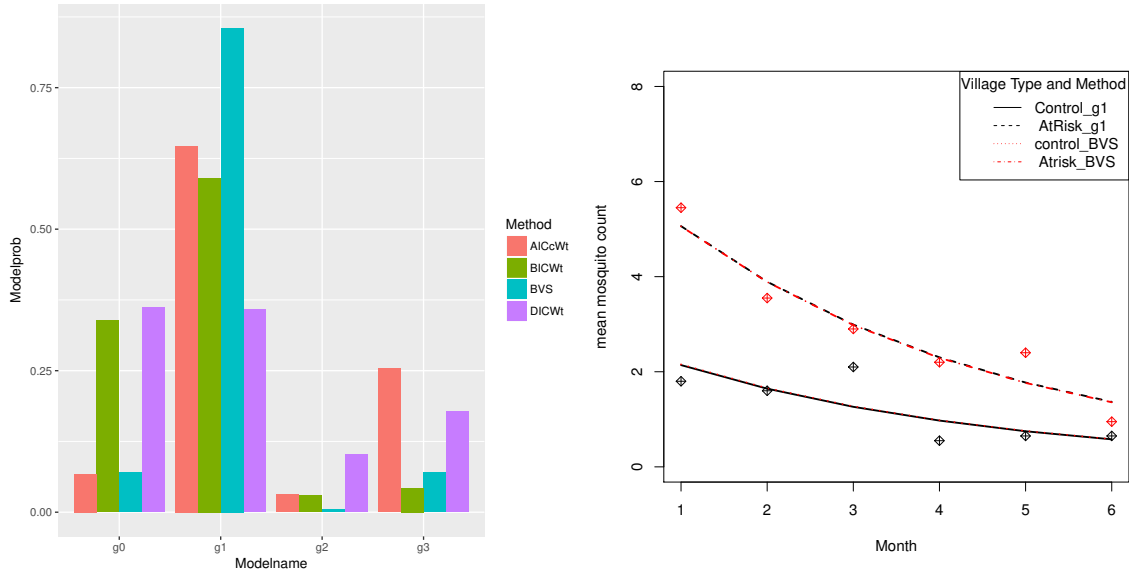 0.75
0.50
0.25
0.00
Modelprob
g0 g1 g2 g3
Modelname
Method
AICcWt
BICWt
BVS
DICWt
8
6
4
2
0
mean mosquito count
Village Type and Method
Control_g1
AtRisk_g1
control_BVS
Atrisk_BVS
1 2 3 4 5 6
Month